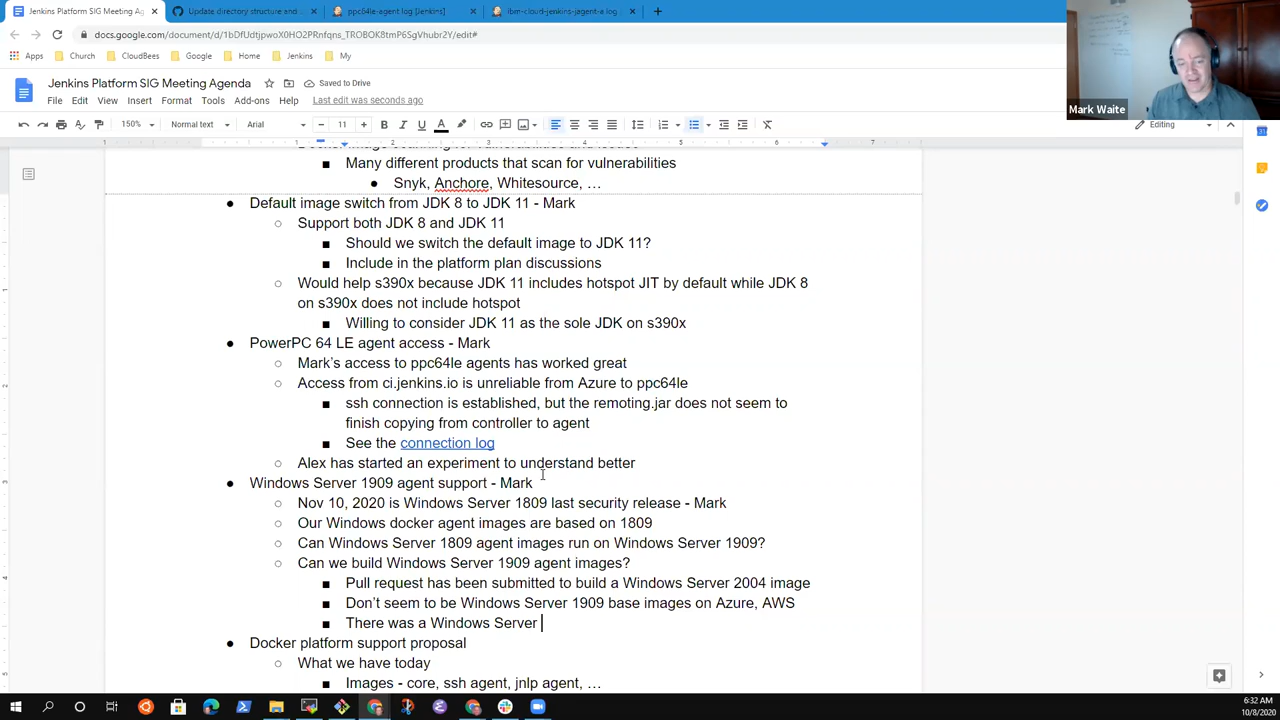 Jenkins Platform SIG Meeting Ag
Update directory structure and
ppc64le-agent log [Jenkins]
ibm-cloud-jenkins-jagent-a log
docs.google.com/document/d/1bDfUdtjpwoX0HO2PRnfqns_TROBOK8tmP6SgVhubr2Y/edit#
Apps Church CloudBees Google Home Jenkins My
Jenkins Platform SIG Meeting Agenda Saved to Drive
File Edit View Insert Format Tools Add-ons Help Last edit was seconds ago
150% Normal text Arial 11 Editing
Mark Waite
Many different products that scan for vulnerabilities
Snyk, Anchore, Whitesource, …
Default image switch from JDK 8 to JDK 11 - Mark
Support both JDK 8 and JDK 11
Should we switch the default image to JDK 11?
Include in the platform plan discussions
Would help s390x because JDK 11 includes hotspot JIT by default while JDK 8
on s390x does not include hotspot
Willing to consider JDK 11 as the sole JDK on s390x
PowerPC 64 LE agent access - Mark
Mark's access to ppc64le agents has worked great
Access from ci.jenkins.io is unreliable from Azure to ppc64le
ssh connection is established, but the remoting.jar does not seem to
finish copying from controller to agent
See the connection log
Alex has started an experiment to understand better
Windows Server 1909 agent support - Mark
Nov 10, 2020 is Windows Server 1809 last security release - Mark
Our Windows docker agent images are based on 1809
Can Windows Server 1809 agent images run on Windows Server 1909?
Can we build Windows Server 1909 agent images?
Pull request has been submitted to build a Windows Server 2004 image
Don't seem to be Windows Server 1909 base images on Azure, AWS
There was a Windows Server
Docker platform support proposal
What we have today
Images - core, ssh agent, jnlp agent, …
6:32 AM
10/8/2020